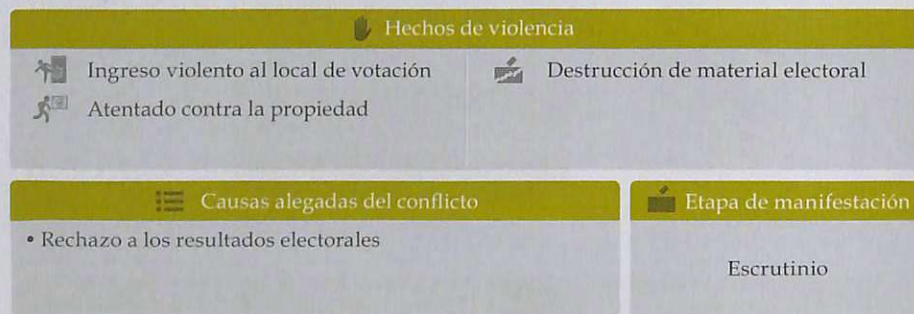 Hechos de violencia
Ingreso violento al local de votación
Atentado contra la propiedad
Destrucción de material electoral
Causas alegadas del conflicto
• Rechazo a los resultados electorales
Etapa de manifestación
Escrutinio